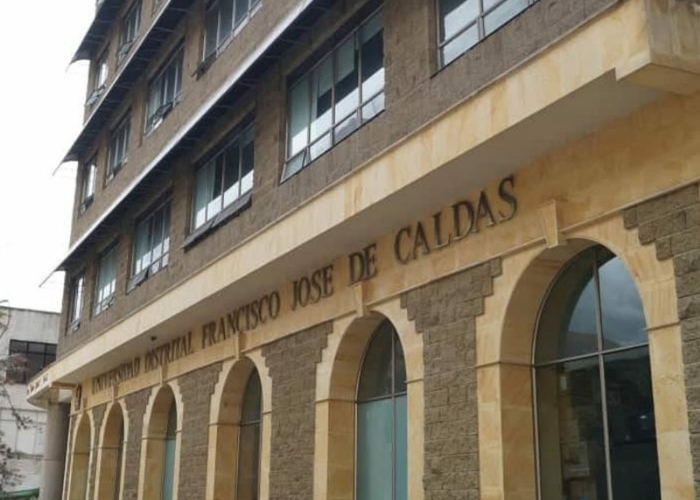 UNIVERSIDAD DISTRITAL FRANCISCO JOSE DE CALDAS